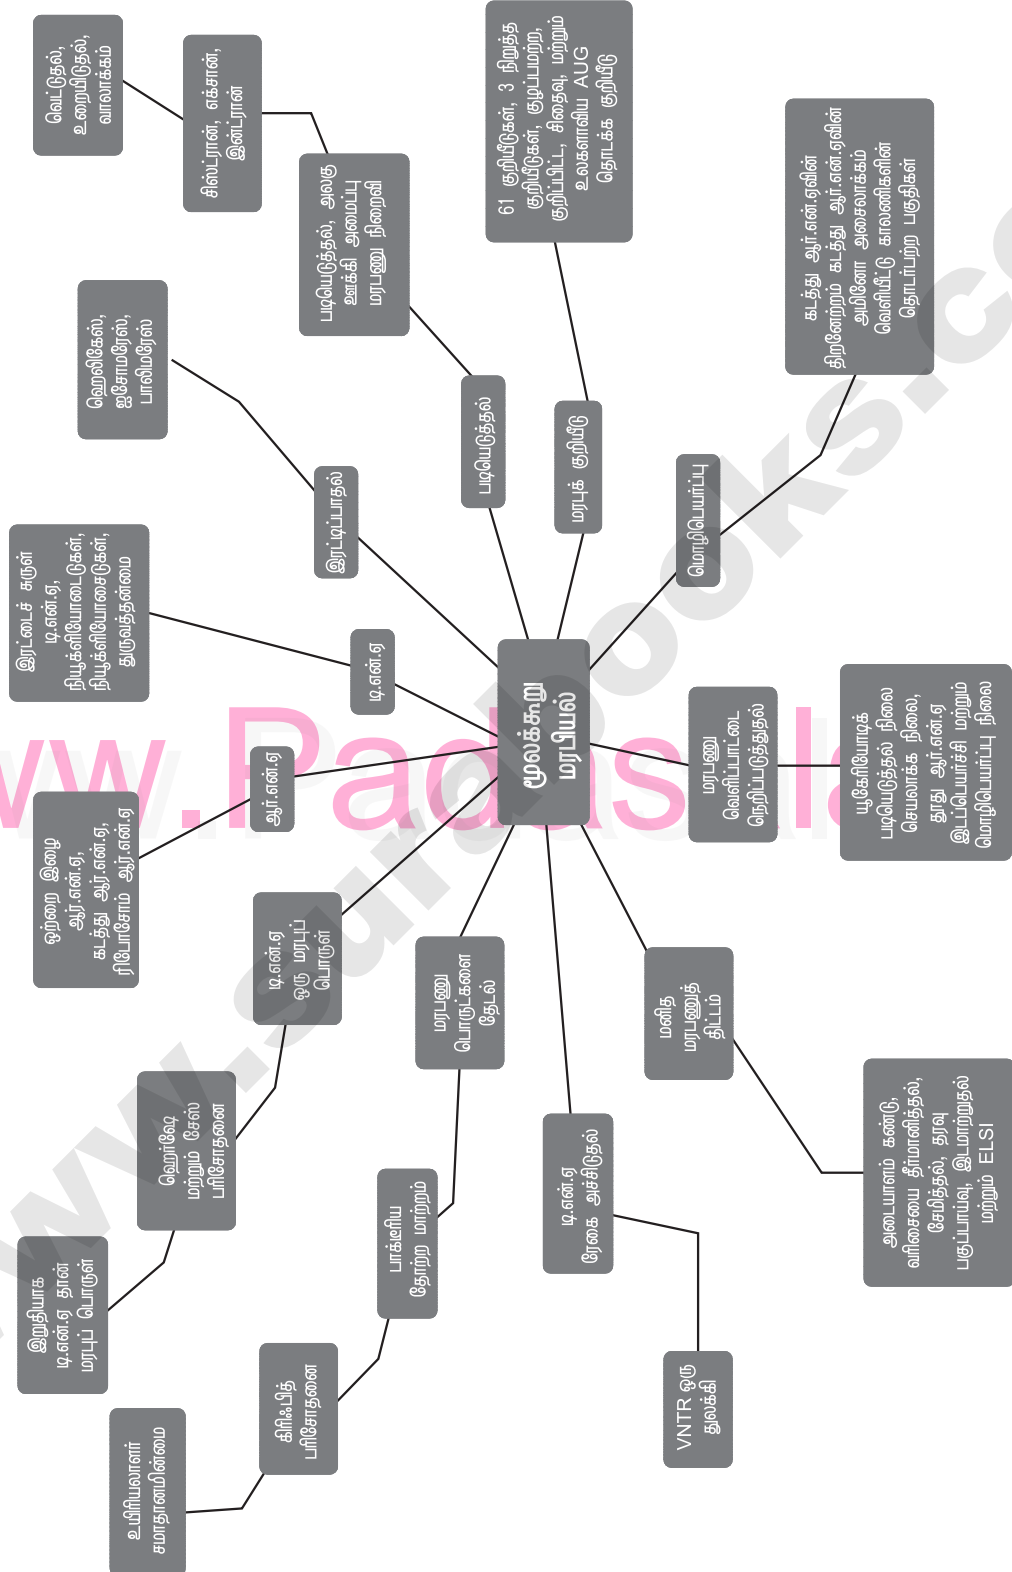 மூலக்கூறு
மரபியல்
மரபணு
பொருட்களை
தேடல்
பாக்டீரிய
தோற்ற மாற்றம்
கிரிஃபித்
பரிசோதனை
உயிரியலாளர்
சமாதானமின்மை
டி.என்.ஏ
ஒரு மரபுப்
பொருள்
ஹெர்ஷே
மற்றும் சேஸ்
பரிசோதனை
இறுதியாக
டி.என்.ஏ தான்
மரபுப் பொருள்
ஆர்.என்.ஏ
ஒற்றை இழை
ஆர்.என்.ஏ,
கடத்து ஆர்.என்.ஏ,
ரிபோசோம் ஆர்.என்.ஏ
டி.என்.ஏ
இரட்டைச் சுருள்
டி.என்.ஏ,
நியூக்ளியோடைடுகள்,
நியூக்ளியோசைடுகள்,
துருவத்தன்மை
இரட்டிப்பாதல்
ஹெலிகேஸ்,
ஐசோமரேஸ்,
பாலிமரேஸ்
படியெடுத்தல்
படியெடுத்தல், அலகு
ஊக்கி அமைப்பு
மரபணு நிறைவி
சிஸ்ட்ரான், எக்சான்,
இன்ட்ரான்
வெட்டுதல்,
உறையிடுதல்,
வாலாக்கம்
மரபுக் குறியீடு
61 குறியீடுகள், 3 நிறுத்த
குறியீடுகள், குழப்பமற்ற,
குறிப்பிட்ட, சிதைவு, மற்றும்
உலகளாவிய AUG
தொடக்க குறியீடு
மொழிபெயர்ப்பு
கடத்து ஆர்.என்.ஏவின்
திறனேற்றம் கடத்து ஆர்.என்.ஏவின்
அமினோ அசைலாக்கம்
வெளியீட்டு காலணிகளின்
தொடர்பற்ற பகுதிகள்
மரபணு
வெளிப்பாட்டை
நெறிப்படுத்துதல்
யூகேரியோடிக்
படியெடுத்தல் நிலை
செயலாக்க நிலை,
தூது ஆர்.என்.ஏ
இடப்பெயர்ச்சி மற்றும்
மொழிபெயர்ப்பு நிலை
மனித
மரபணுத்
திட்டம்
அடையாளம் கண்டு,
வரிசையை தீர்மானித்தல்,
சேமித்தல், தரவு
பகுப்பாய்வு, இடமாற்றுதல்
மற்றும் ELSI
டி.என்.ஏ
ரேகை அச்சிடுதல்
VNTR ஒரு
துலக்கி